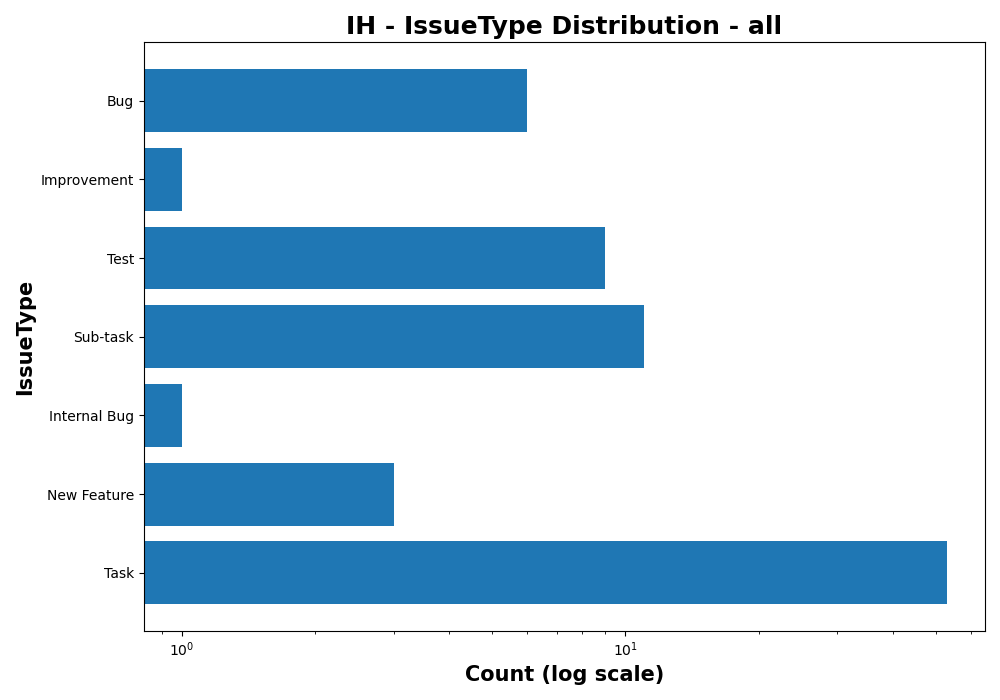 IH - IssueType Distribution - all
IssueType
Bug
Improvement
Test
Sub-task
Internal Bug
New Feature
Task
10⁰
10¹
Count (log scale)